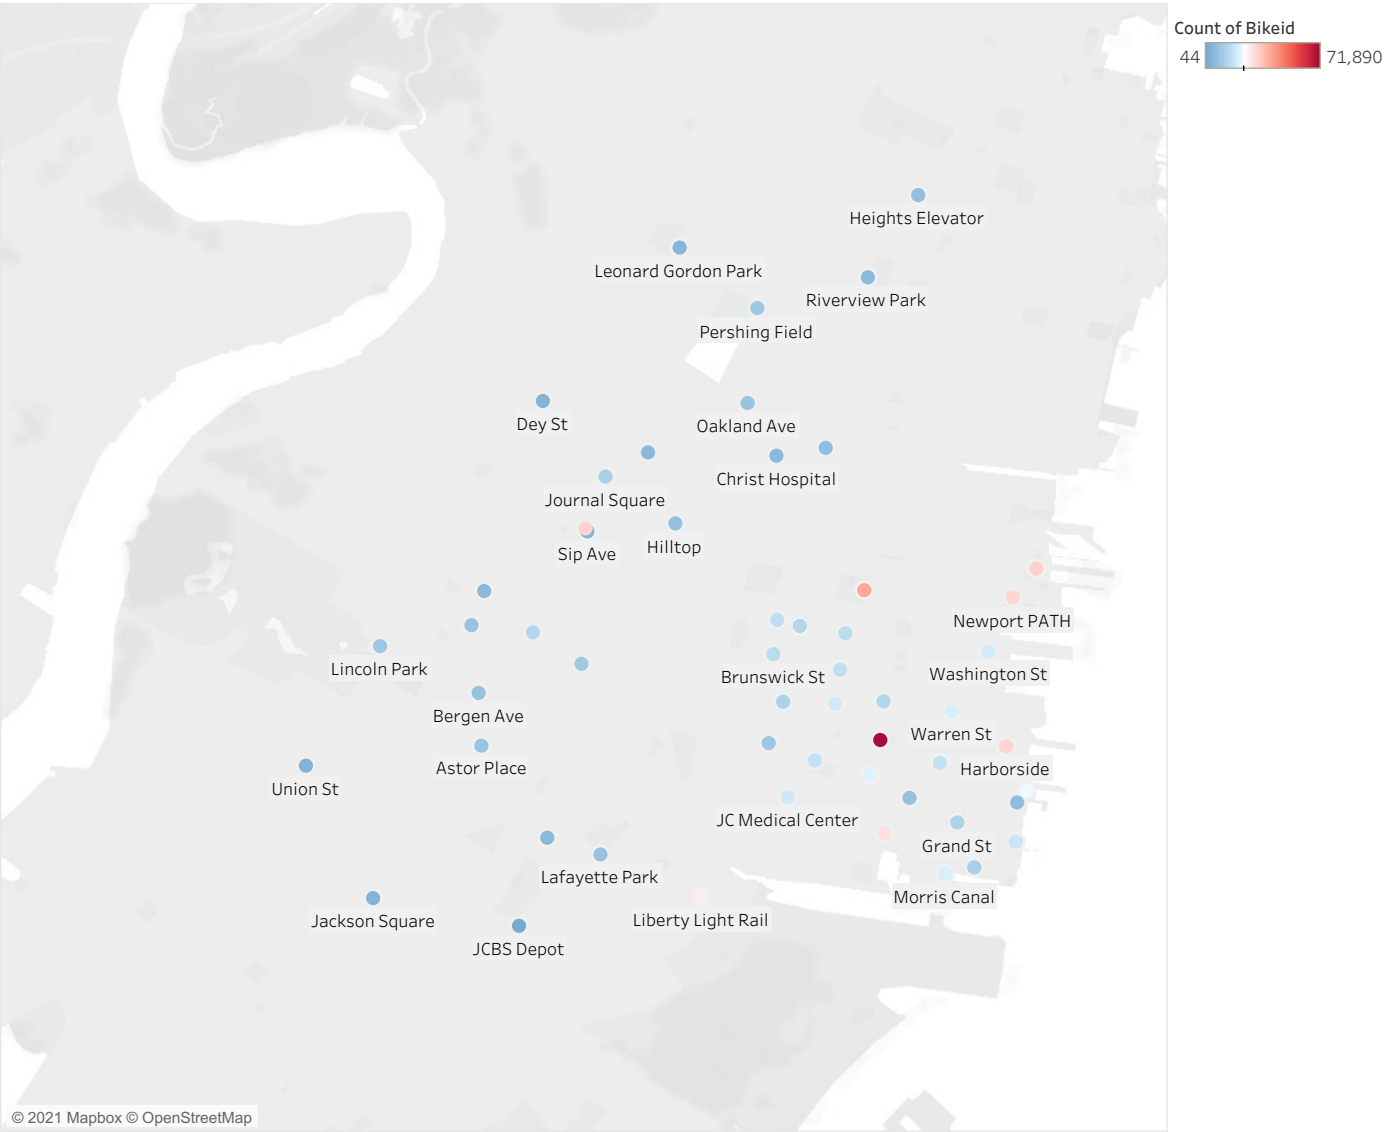 Count of Bikeid
44 71,890
Heights Elevator
Leonard Gordon Park
Riverview Park
Pershing Field
Dey St
Oakland Ave
Christ Hospital
Journal Square
Hilltop
Sip Ave
Newport PATH
Lincoln Park
Washington St
Brunswick St
Bergen Ave
Warren St
Astor Place
Harborside
Union St
JC Medical Center
Grand St
Lafayette Park
Morris Canal
Jackson Square
Liberty Light Rail
JCBS Depot
© 2021 Mapbox © OpenStreetMap